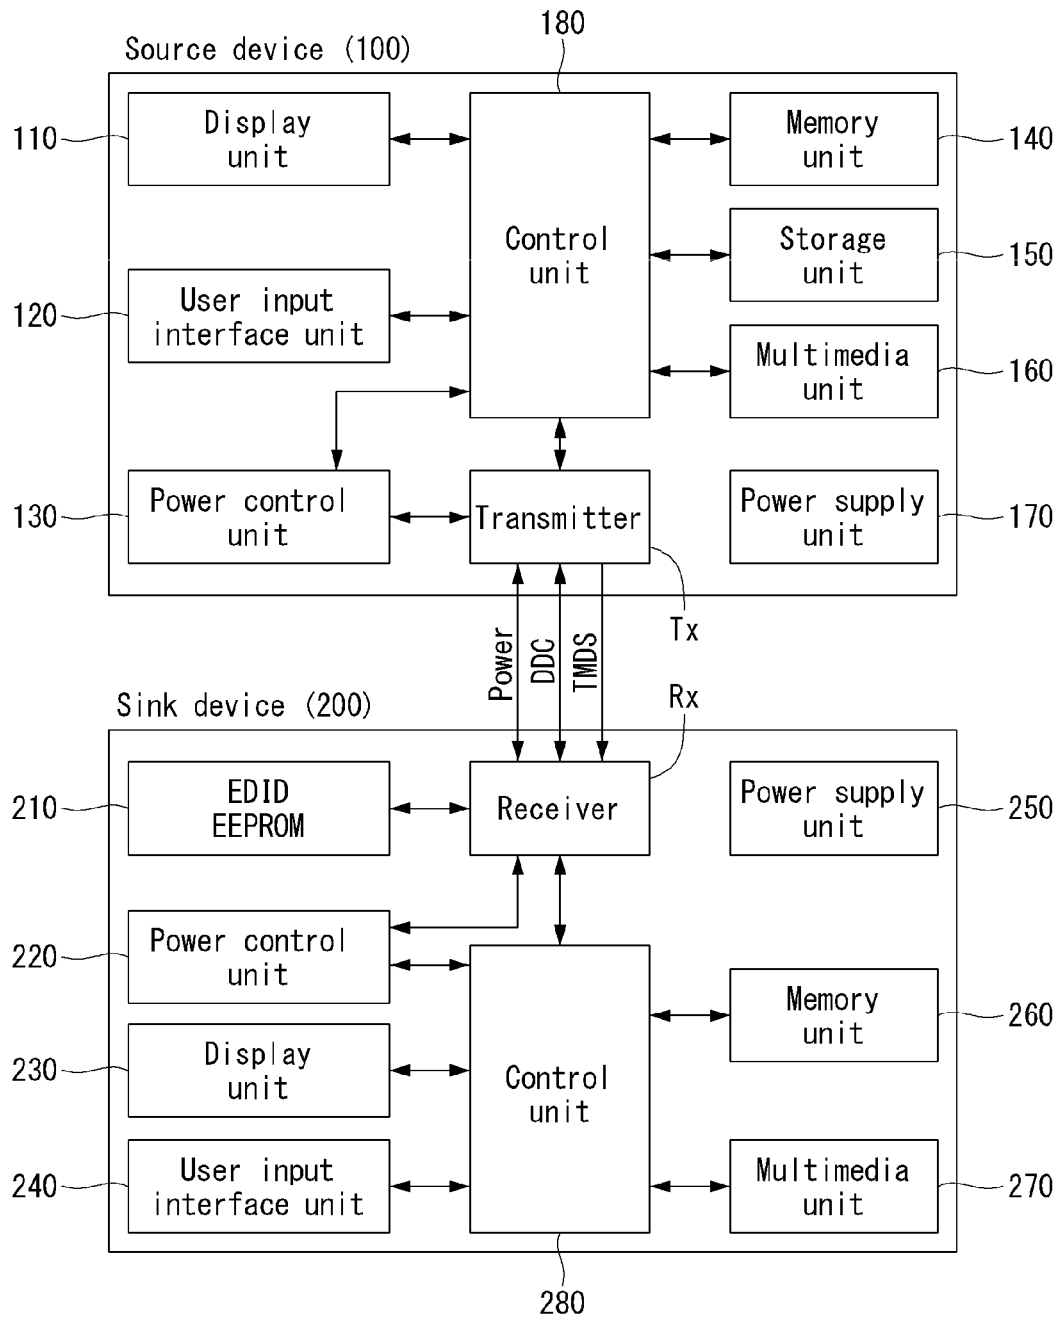 180
Source device (100)
110
Display
unit
Memory
unit
140
Control
unit
Storage
unit
150
120
User input
interface unit
Multimedia
unit
160
130
Power control
unit
Transmitter
Power supply
unit
170
Power
DDC
TMDS
Tx
Rx
Sink device (200)
210
EDID
EEPROM
Receiver
Power supply
unit
250
220
Power control
unit
Memory
unit
260
230
Display
unit
Control
unit
240
User input
interface unit
Multimedia
unit
270
280